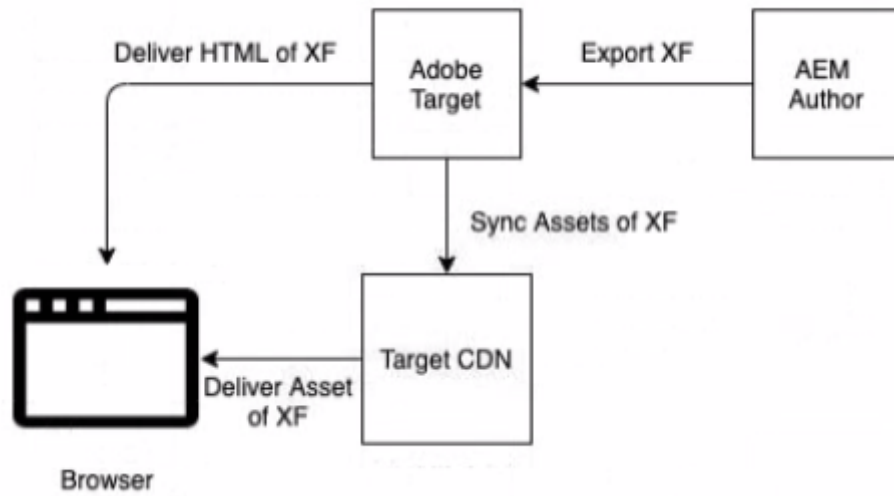 Deliver HTML of XF
Adobe
Target
Export XF
AEM
Author
Sync Assets of XF
Target CDN
Deliver Asset
of XF
Browser